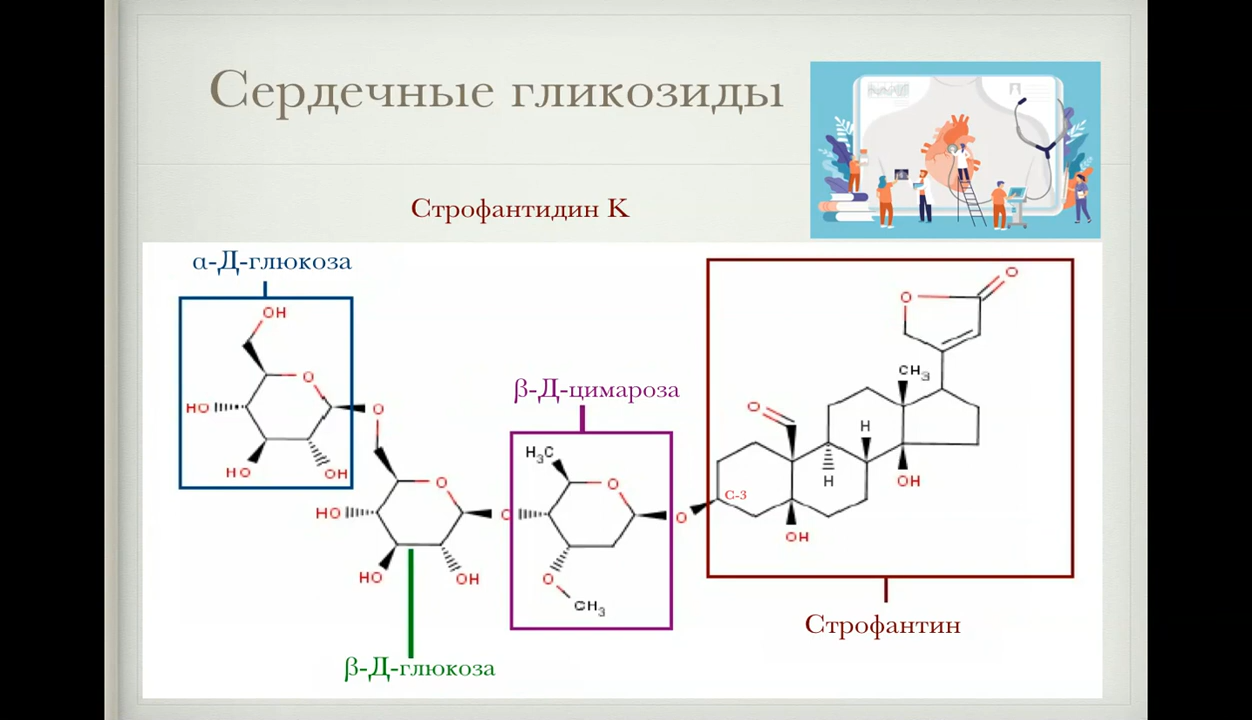 Сердечные гликозиды
Строфантидин К
α-Д-глюкоза
OH
O
HO
O
HO
OH
β-Д-цимароза
H₃C
O
O
HO
O
O
O
HO
OH
O
CH₃
β-Д-глюкоза
O
O
CH₃
O
H
H
OH
C-3
OH
Строфантин